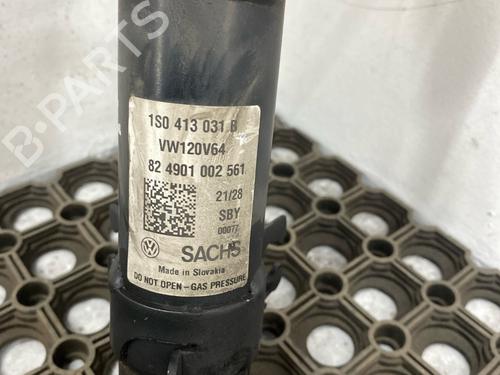 B-PARTS
1S0 413 031 B
VW120V64
82 4901 002 561
21/28
SBY
00077
SACHS
Made in Slovakia
DO NOT OPEN - GAS PRESSURE